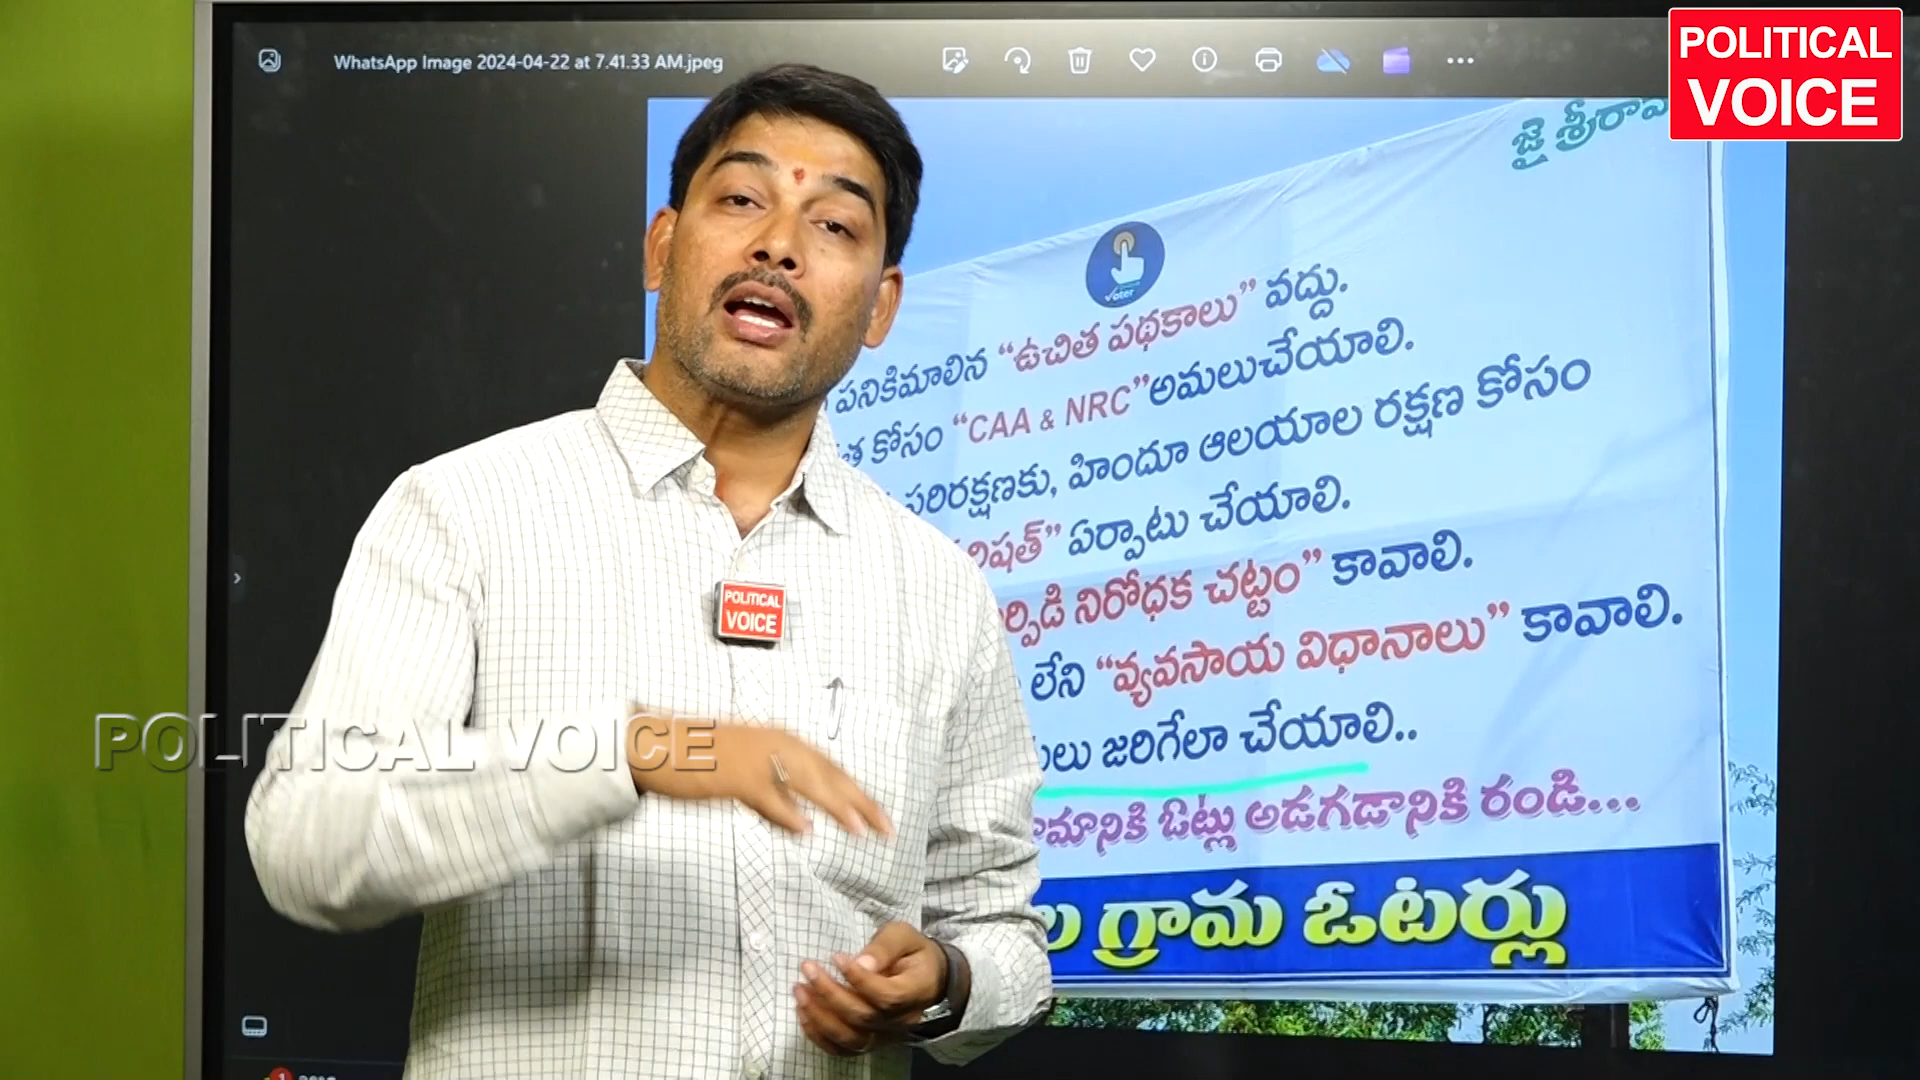 WhatsApp Image 2024-04-22 at 7.41.33 AM.jpeg
POLITICAL
VOICE
జై
Voter
పనికిమాలిన “ఉచిత పథకాలు” వద్దు.
కోసం “CAA & NRC”అమలుచేయాలి.
పరిరక్షణకు, హిందూ ఆలయాల రక్షణ కోసం
ఏర్పాటు చేయాలి.
నిరోధక చట్టం” కావాలి.
లేని “వ్యవసాయ విధానాలు” కావాలి.
జరిగేలా చేయాలి..
ఓట్లు అడగడానికి రండి...
గ్రామ ఓటర్లు
POLITICAL
VOICE
POLITICAL VOICE